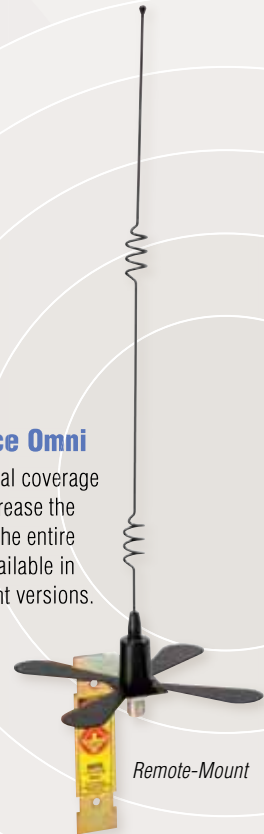 ce Omni
al coverage
rease the
he entire
ailable in
nt versions.
Remote-Mount